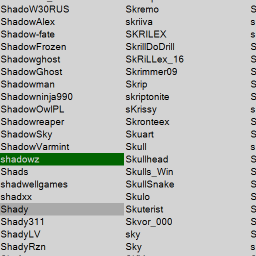 ShadoW30RUS Skremo S
ShadowAlex skriiva S
Shadow-fate SKRILEX S
ShadowFrozen SkrillDoDrill S
Shadowghost SkRiLLex_16 S
ShadowGhost Skrimmer09 S
Shadowman Skrip S
Shadowninja990 skriptonite S
ShadowOwlPL sKrissy S
Shadowreaper Skronteex S
ShadowSky Skuart S
ShadowVarmint Skull S
shadowz Skullhead S
Shads Skulls_Win S
shadwellgames SkullSnake S
shadxx Skulo S
Shady Skuterist S
Shady311 Skvor_000 S
ShadyLV sky S
ShadyRzn Sky S